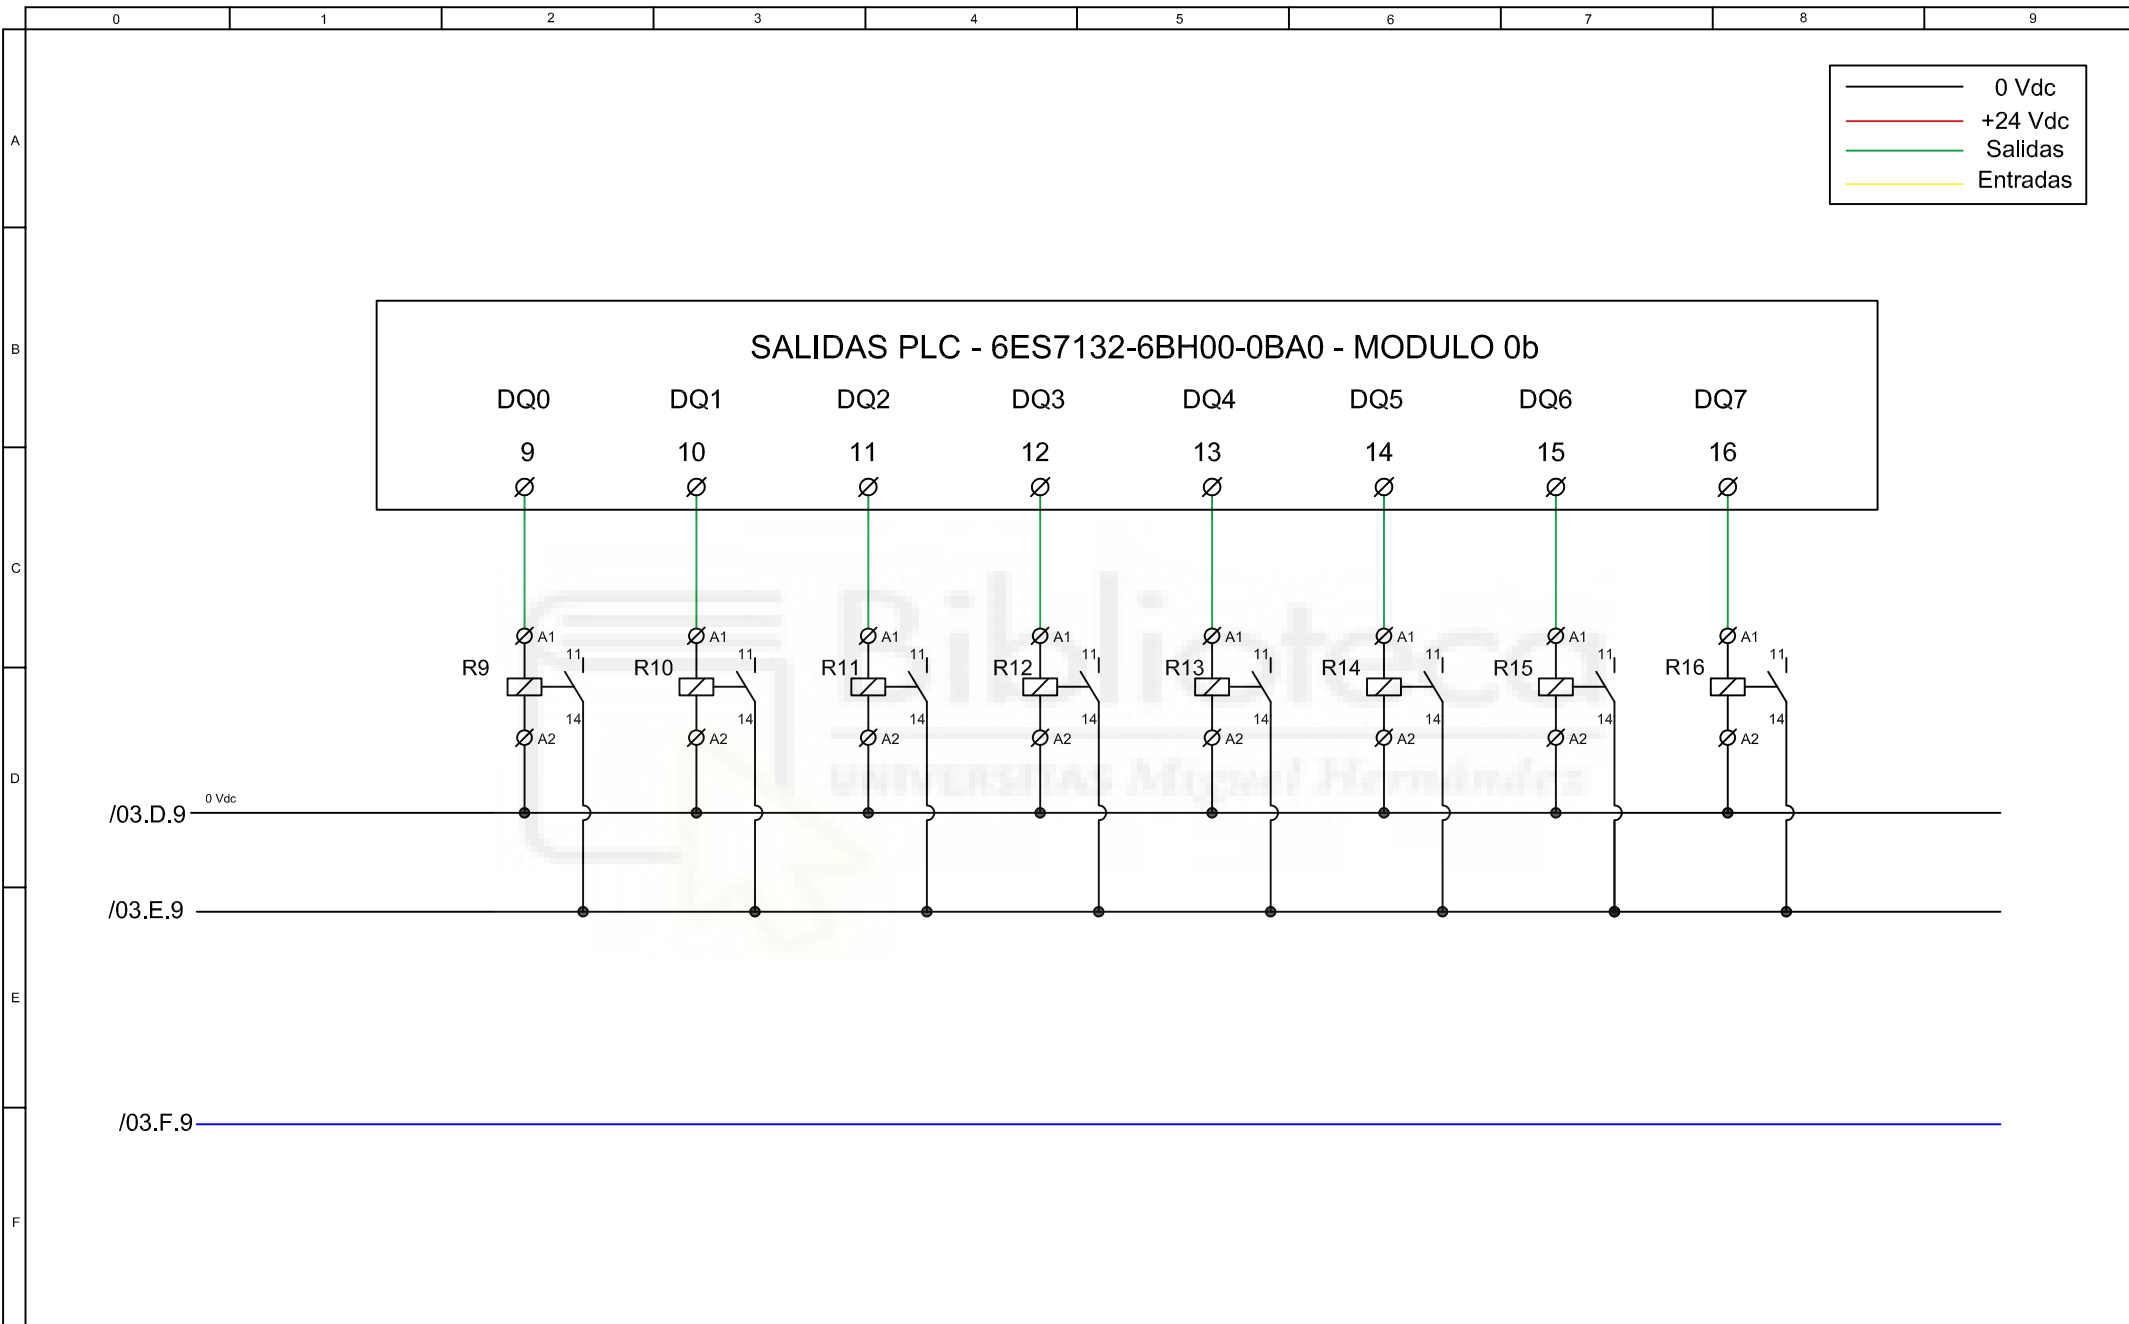 0 1 2 3 4 5 6 7 8 9
0 Vdc
+24 Vdc
A
Salidas
Entradas
SALIDAS PLC - 6ES7132-6BH00-0BA0 - MODULO 0b
B
DQ0 DQ1 DQ2 DQ3 DQ4 DQ5 DQ6 DQ7
9 10 11 12 13 14 15 16
C
Biblioteca
A1 A1 A1 A1 A1 A1 A1 A1
11 11 11 11 11 11 11 11
R9 R10 R11 R12 R13 R14 R15 R16
14 14 14 14 14 14 14 14
A2 A2 A2 A2 A2 A2 A2 A2
UNIVERSITAS Miguel Hernández
D
0 Vdc
/03.D.9
/03.E.9
E
/03.F.9
F